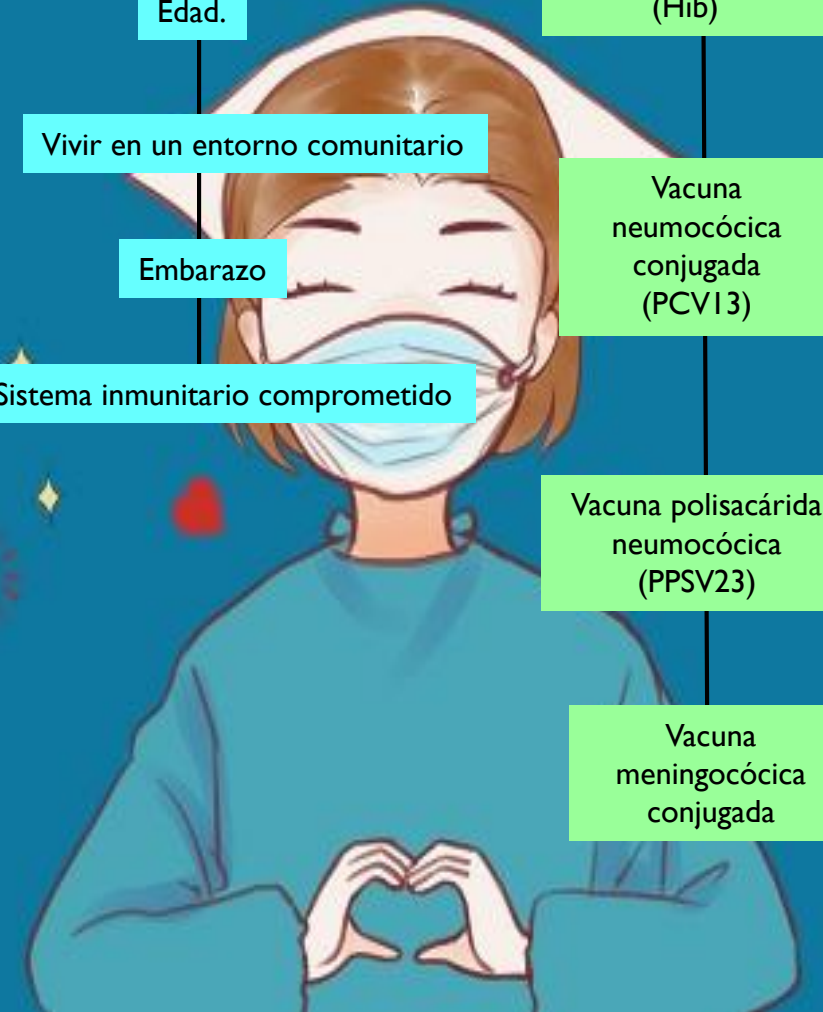 Edad.
Vivir en un entorno comunitario
Embarazo
Sistema inmunitario comprometido
(Hib)
Vacuna
neumocócica
conjugada
(PCV13)
Vacuna polisacárida
neumocócica
(PPSV23)
Vacuna
meningocócica
conjugada